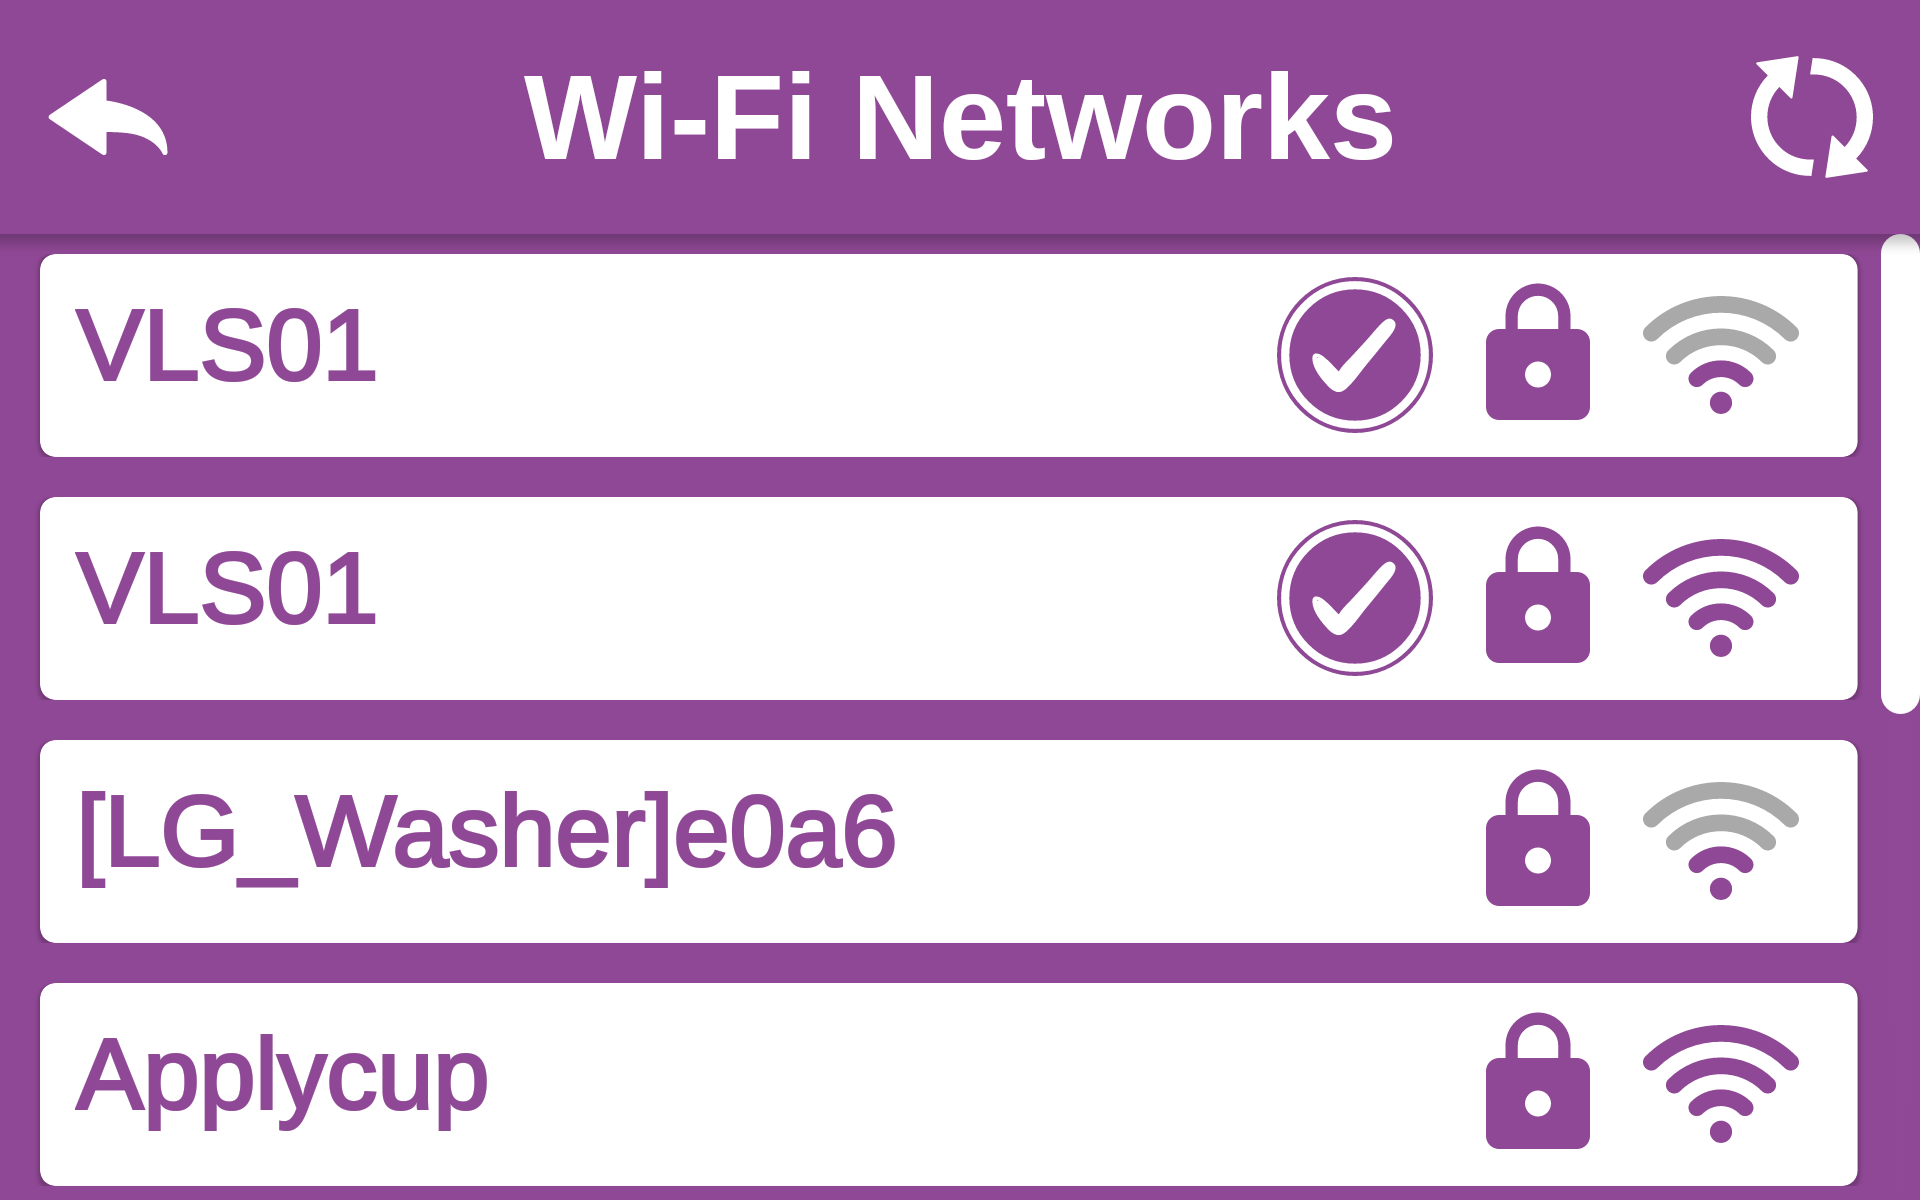 Wi-Fi Networks
VLS01
VLS01
[LG_Washer]e0a6
Applycup